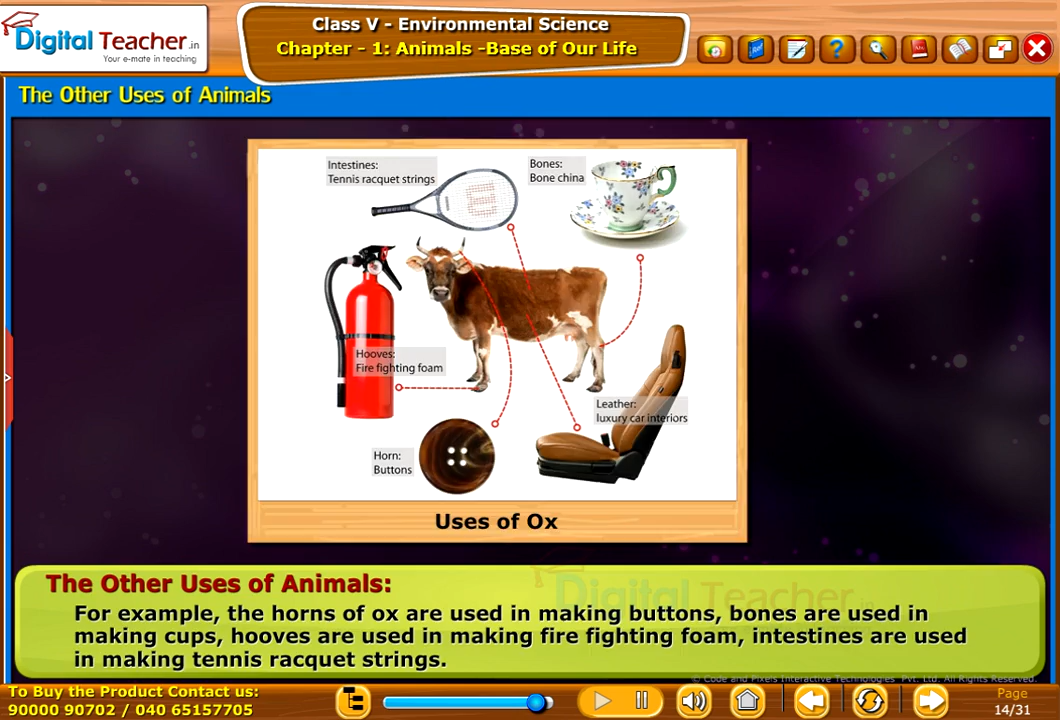 Digital Teacher.in
Your e-mate in teaching
Class V - Environmental Science
Chapter - 1: Animals -Base of Our Life
The Other Uses of Animals
Intestines:
Tennis racquet strings
Bones:
Bone china
Hooves:
Fire fighting foam
Leather:
luxury car interiors
Horn:
Buttons
Uses of Ox
Digital Teacher.in
The Other Uses of Animals:
For example, the horns of ox are used in making buttons, bones are used in
making cups, hooves are used in making fire fighting foam, intestines are used
in making tennis racquet strings.
© Code and Pixels Interactive Technologies Pvt. Ltd. All Rights Reserved.
To Buy the Product Contact us:
90000 90702 / 040 65157705
Page
14/31